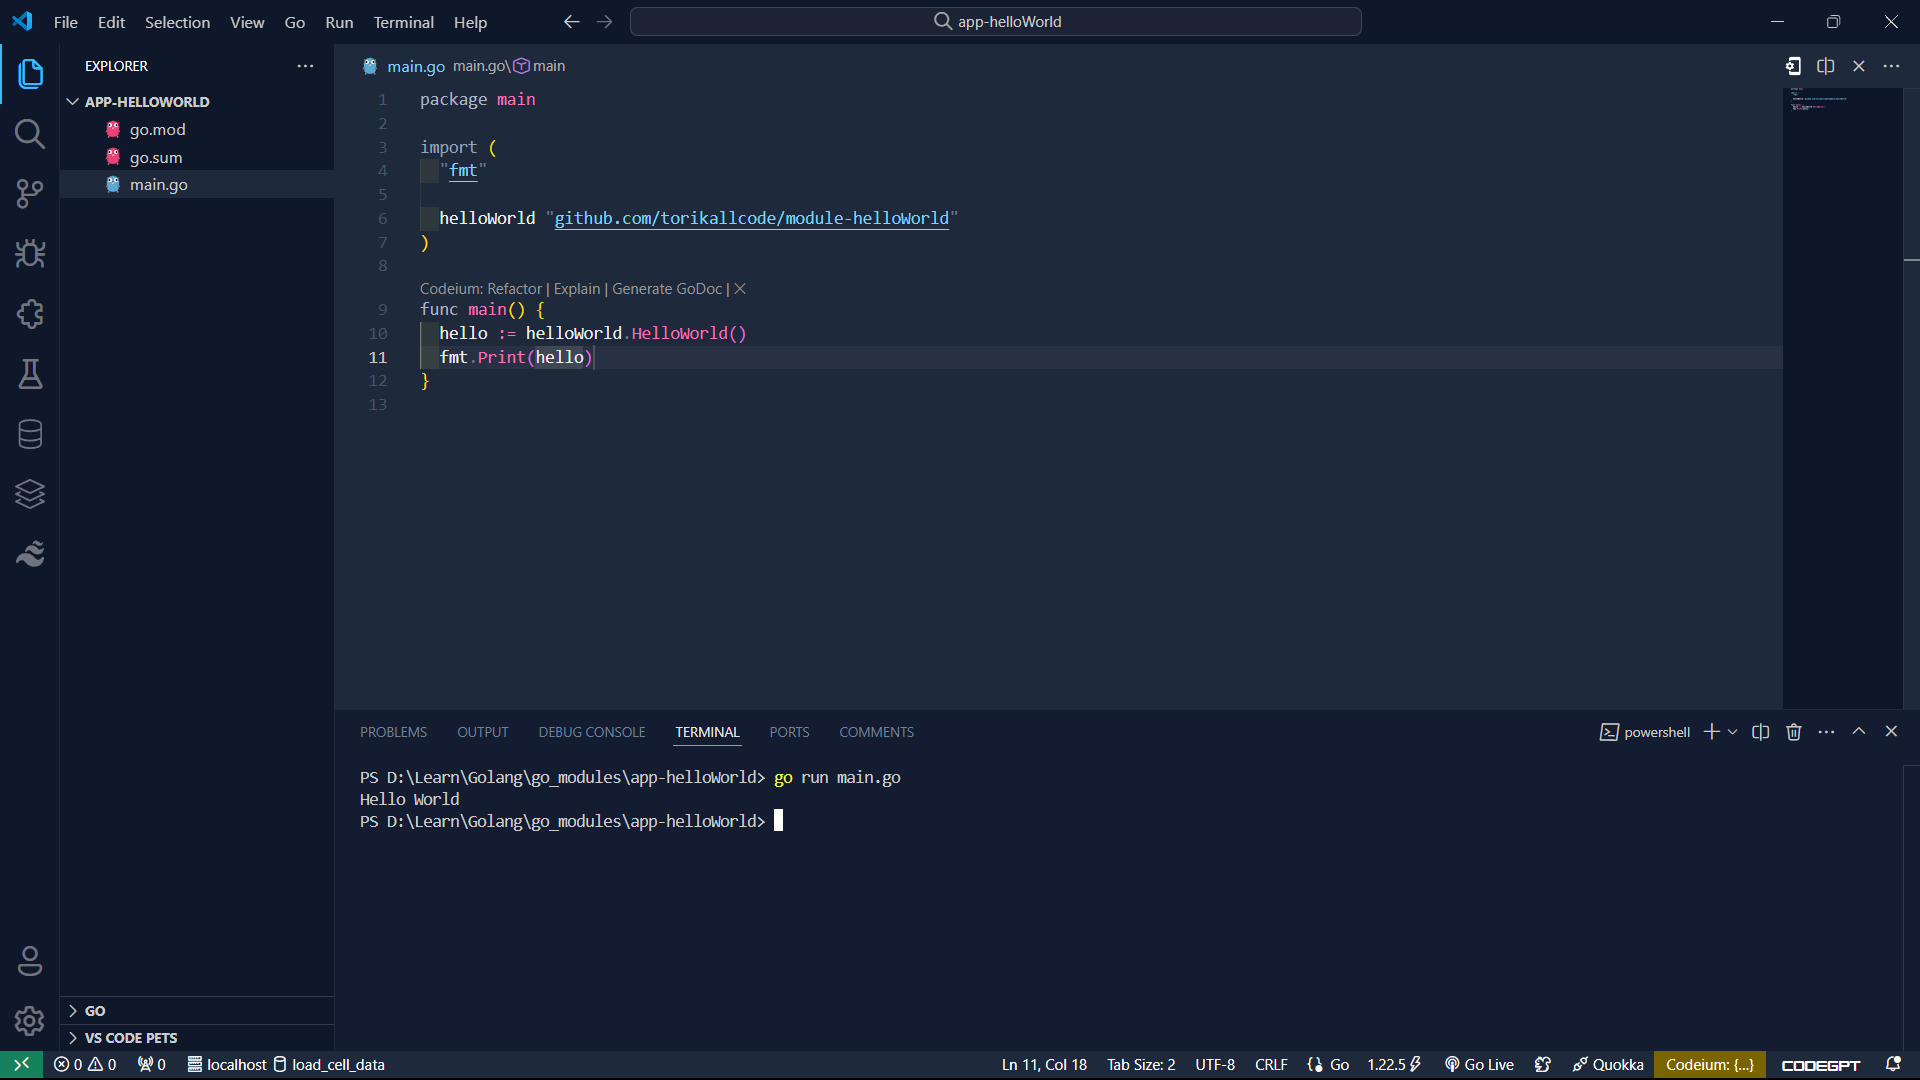 File Edit Selection View Go Run Terminal Help
app-helloWorld
EXPLORER
APP-HELLOWORLD
go.mod
go.sum
main.go
main.go main.go\main
1 package main
2
3 import (
4 "fmt"
5
6 helloWorld "github.com/torikallcode/module-helloWorld"
7 )
8
Codeium: Refactor | Explain | Generate GoDoc | ✕
9 func main() {
10 hello := helloWorld.HelloWorld()
11 fmt.Print(hello)
12 }
13
PROBLEMS OUTPUT DEBUG CONSOLE TERMINAL PORTS COMMENTS
powershell
PS D:\Learn\Golang\go_modules\app-helloWorld> go run main.go
Hello World
PS D:\Learn\Golang\go_modules\app-helloWorld>
GO
VS CODE PETS
0 0 0 localhost load_cell_data Ln 11, Col 18 Tab Size: 2 UTF-8 CRLF Go 1.22.5 Go Live Quokka Codeium: {...} CODEGPT